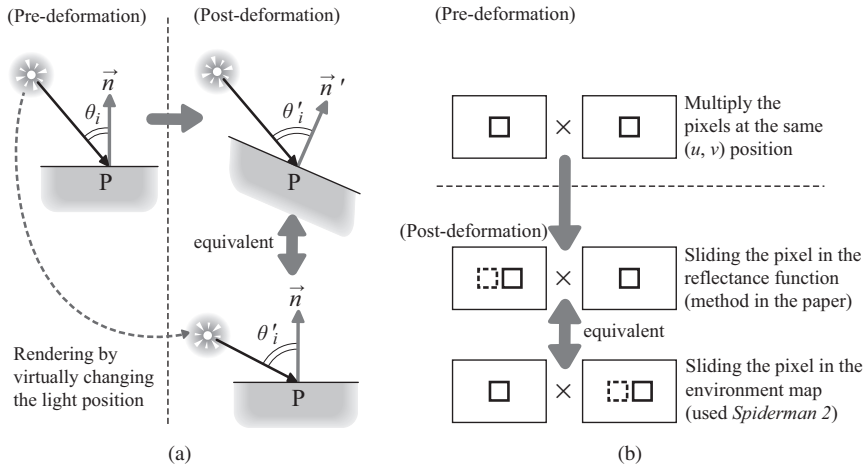 (Pre-deformation)
(Post-deformation)
n
θi
P
n '
θ'i
P
equivalent
n
θ'i
P
Rendering by
virtually changing
the light position
(a)
(Pre-deformation)
×
Multiply the
pixels at the same
(u, v) position
(Post-deformation)
×
Sliding the pixel in the
reflectance function
(method in the paper)
equivalent
×
Sliding the pixel in the
environment map
(used Spiderman 2)
(b)